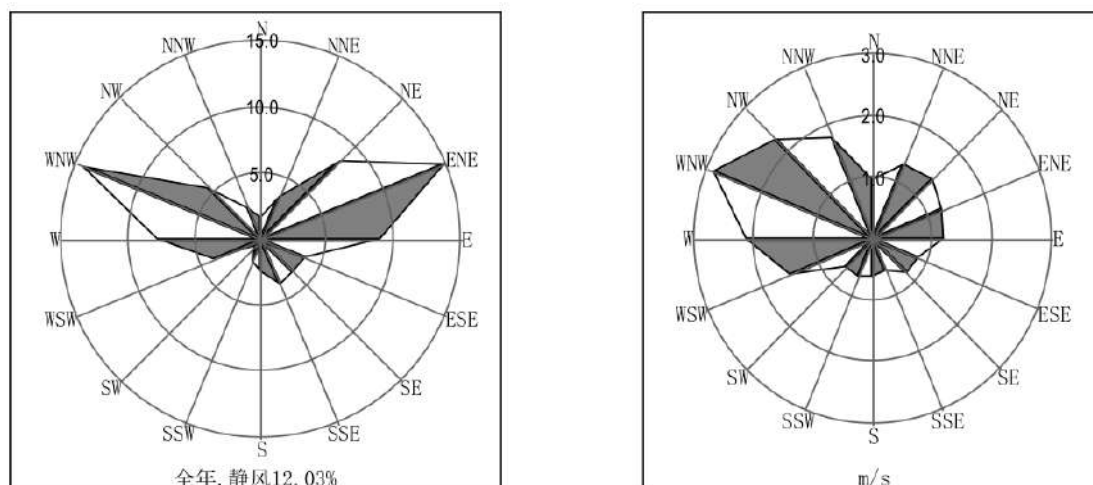 N
NNW
15.0
NNE
NW
NE
10.0
WNW
5.0
ENE
W
E
WSW
ESE
SW
SE
SSW
SSE
S
全年,静风12.03%
N
NNW
3.0
NNE
NW
NE
2.0
WNW
1.0
ENE
W
E
WSW
ESE
SW
SE
SSW
SSE
S
m/s